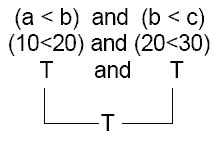 (a < b) and (b < c)
(10<20) and (20<30)
T and T
T